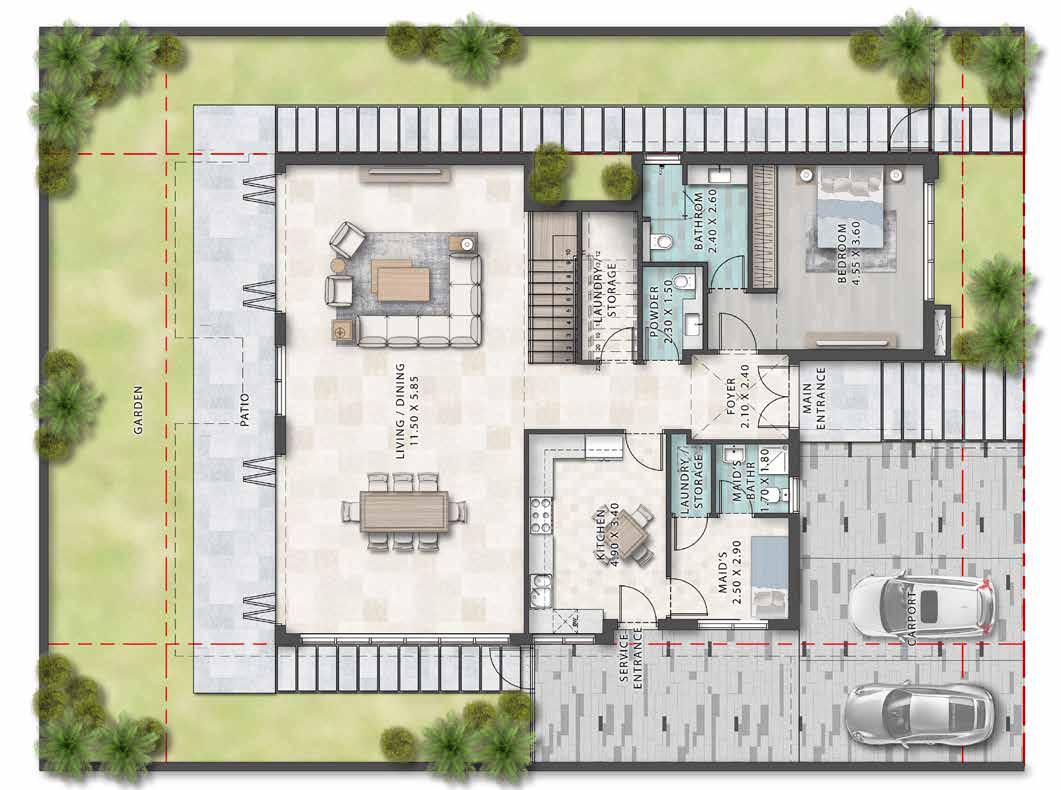 GARDEN
PATIO
LIVING / DINING
11.50 X 5.85
LAUNDRY
STORAGE
BATHROM
2.40 X 2.60
POWDER
2.30 X 1.50
BEDROOM
4.55 X 3.60
FOYER
2.10 X 2.40
MAIN
ENTRANCE
KITCHEN
4.90 X 3.40
LAUNDRY /
STORAGE
MAID'S
BATHR
1.70 X 1.80
MAID'S
2.50 X 2.90
SERVICE
ENTRANCE
CARPORT